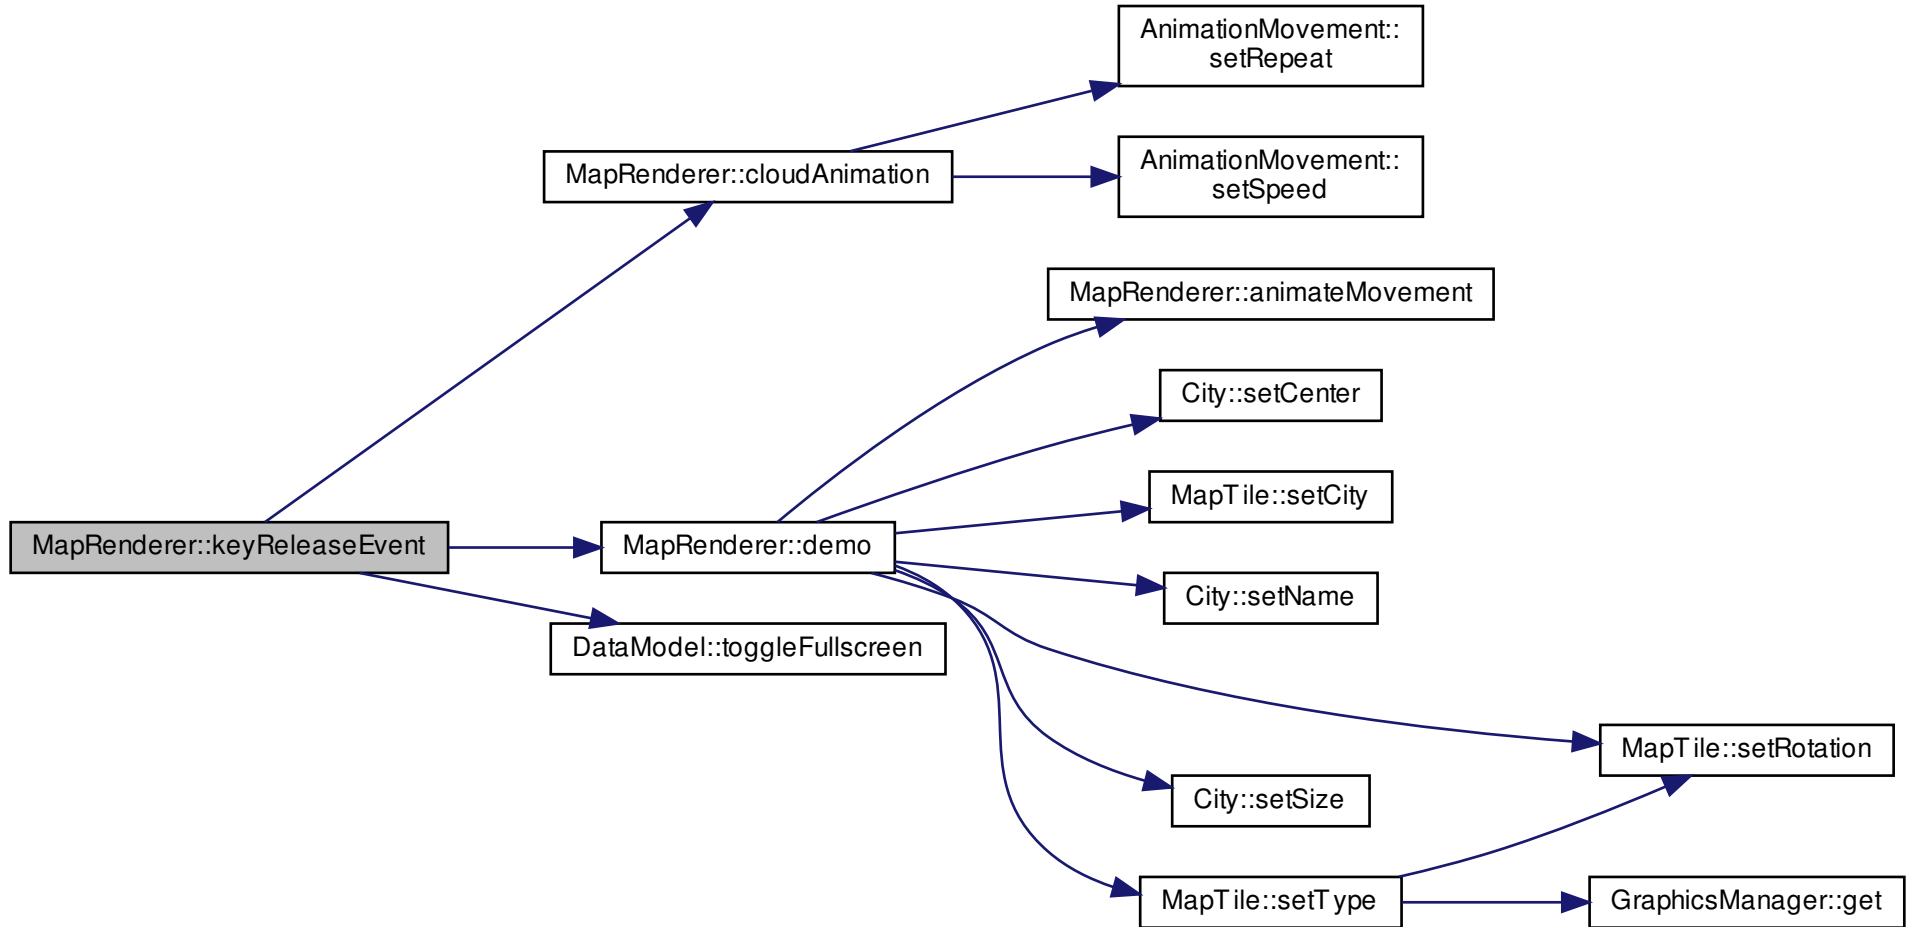 AnimationMovement::
setRepeat
MapRenderer::cloudAnimation
AnimationMovement::
setSpeed
MapRenderer::animateMovement
City::setCenter
MapTile::setCity
MapRenderer::keyReleaseEvent
MapRenderer::demo
City::setName
DataModel::toggleFullscreen
MapTile::setRotation
City::setSize
MapTile::setType
GraphicsManager::get